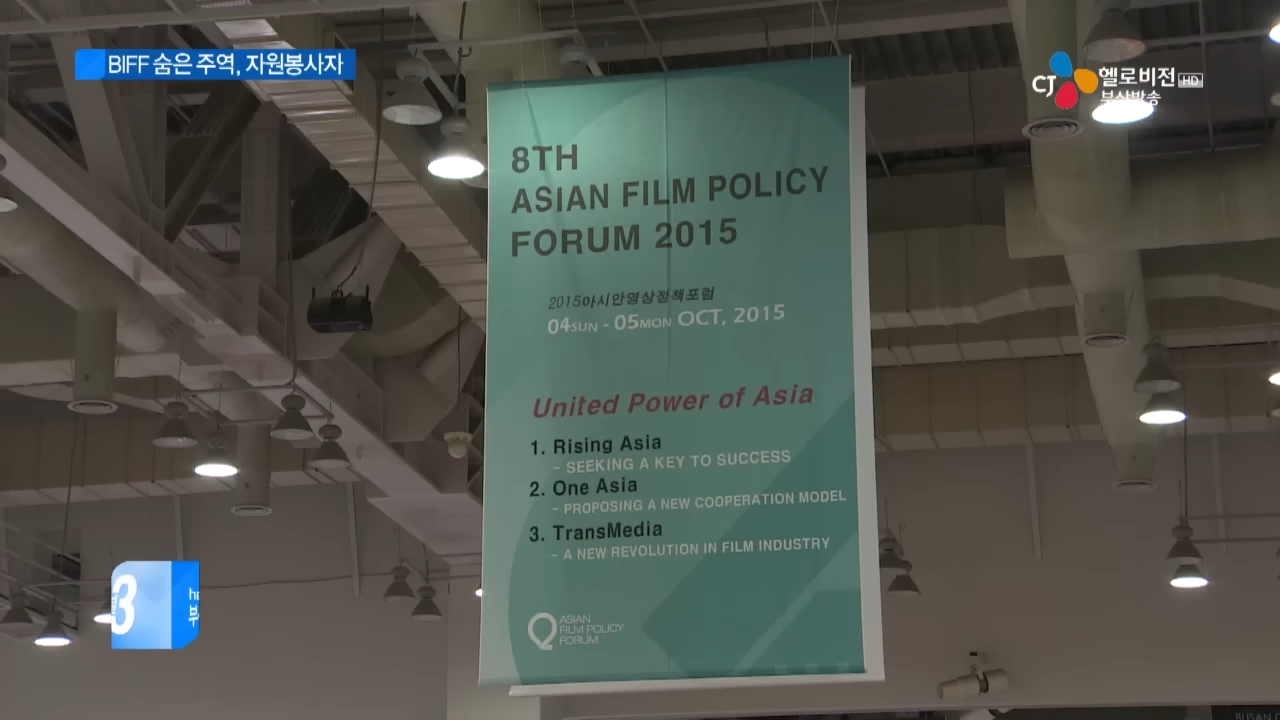 BIFF 숨은 주역, 자원봉사자
CJ 헬로비전 HD
부산방송
8TH
ASIAN FILM POLICY
FORUM 2015
2015아시안영상정책포럼
04SUN - 05MON OCT, 2015
United Power of Asia
1. Rising Asia
– SEEKING A KEY TO SUCCESS
2. One Asia
– PROPOSING A NEW COOPERATION MODEL
3. TransMedia
– A NEW REVOLUTION IN FILM INDUSTRY
ASIAN
FILM POLICY
FORUM
3